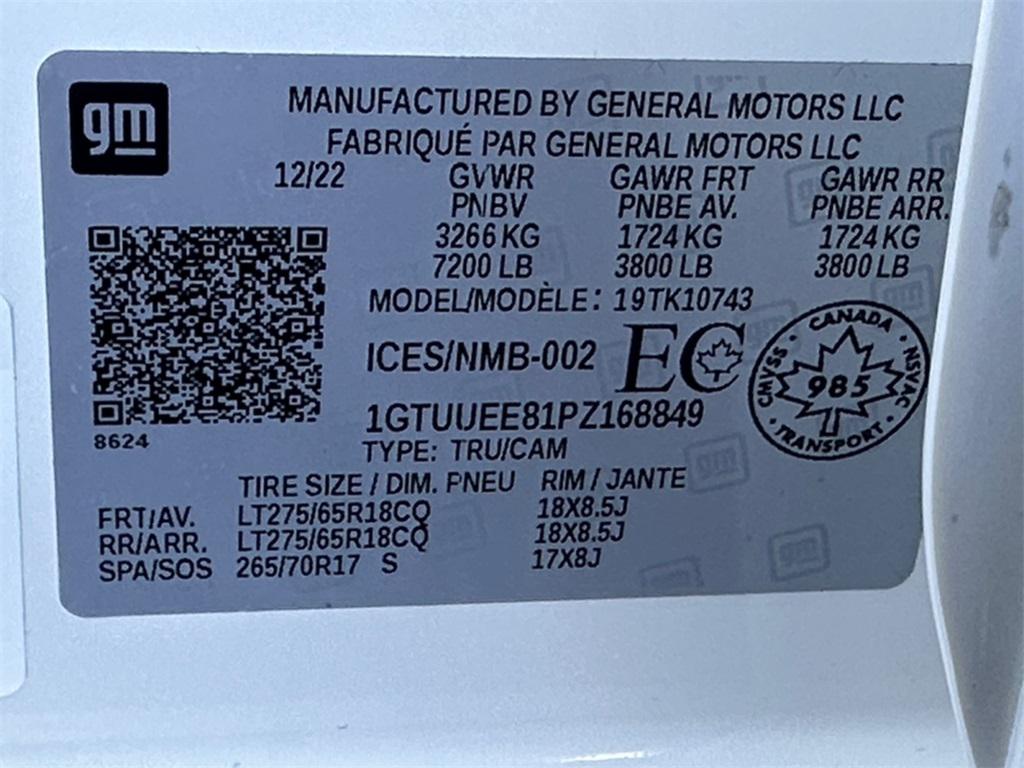 gm
MANUFACTURED BY GENERAL MOTORS LLC
FABRIQUÉ PAR GENERAL MOTORS LLC
12/22 GVWR GAWR FRT GAWR RR
PNBV PNBE AV. PNBE ARR.
3266 KG 1724 KG 1724 KG
7200 LB 3800 LB 3800 LB
MODEL/MODÈLE: 19TK10743
ICES/NMB-002 EC
CANADA
CMVSS 985 NSVAC
TRANSPORT
1GTUUEE81PZ168849
8624
TYPE: TRU/CAM
TIRE SIZE / DIM. PNEU RIM / JANTE
FRT/AV. LT275/65R18CQ 18X8.5J
RR/ARR. LT275/65R18CQ 18X8.5J
SPA/SOS 265/70R17 S 17X8J